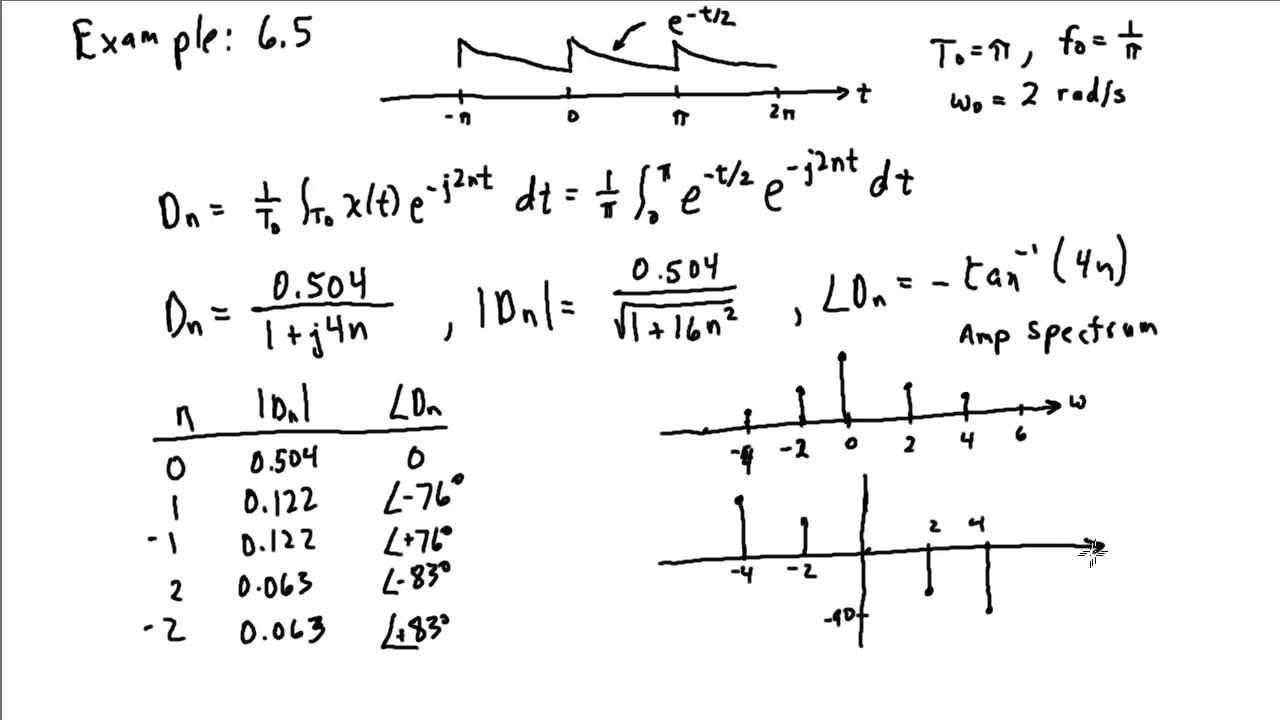 Example: 6.5
e^{-t/2}
T₀ = π, f₀ = 1/π
ω₀ = 2 rad/s
t
-π 0 π 2π
Dₙ = 1/T₀ ∫_{T₀} x(t) e^{-j2nt} dt = 1/π ∫₀^π e^{-t/2} e^{-j2nt} dt
Dₙ = 0.504/(1+j4n), |Dₙ| = 0.504/√(1+16n²), ∠Dₙ = -tan⁻¹(4n)
Amp Spectrum
n |Dₙ| ∠Dₙ
0 0.504 0
1 0.122 ∠-76°
-1 0.122 ∠+76°
2 0.063 ∠-83°
-2 0.063 ∠+83°
ω
-4 -2 0 2 4 6
2 4
-4 -2
-90